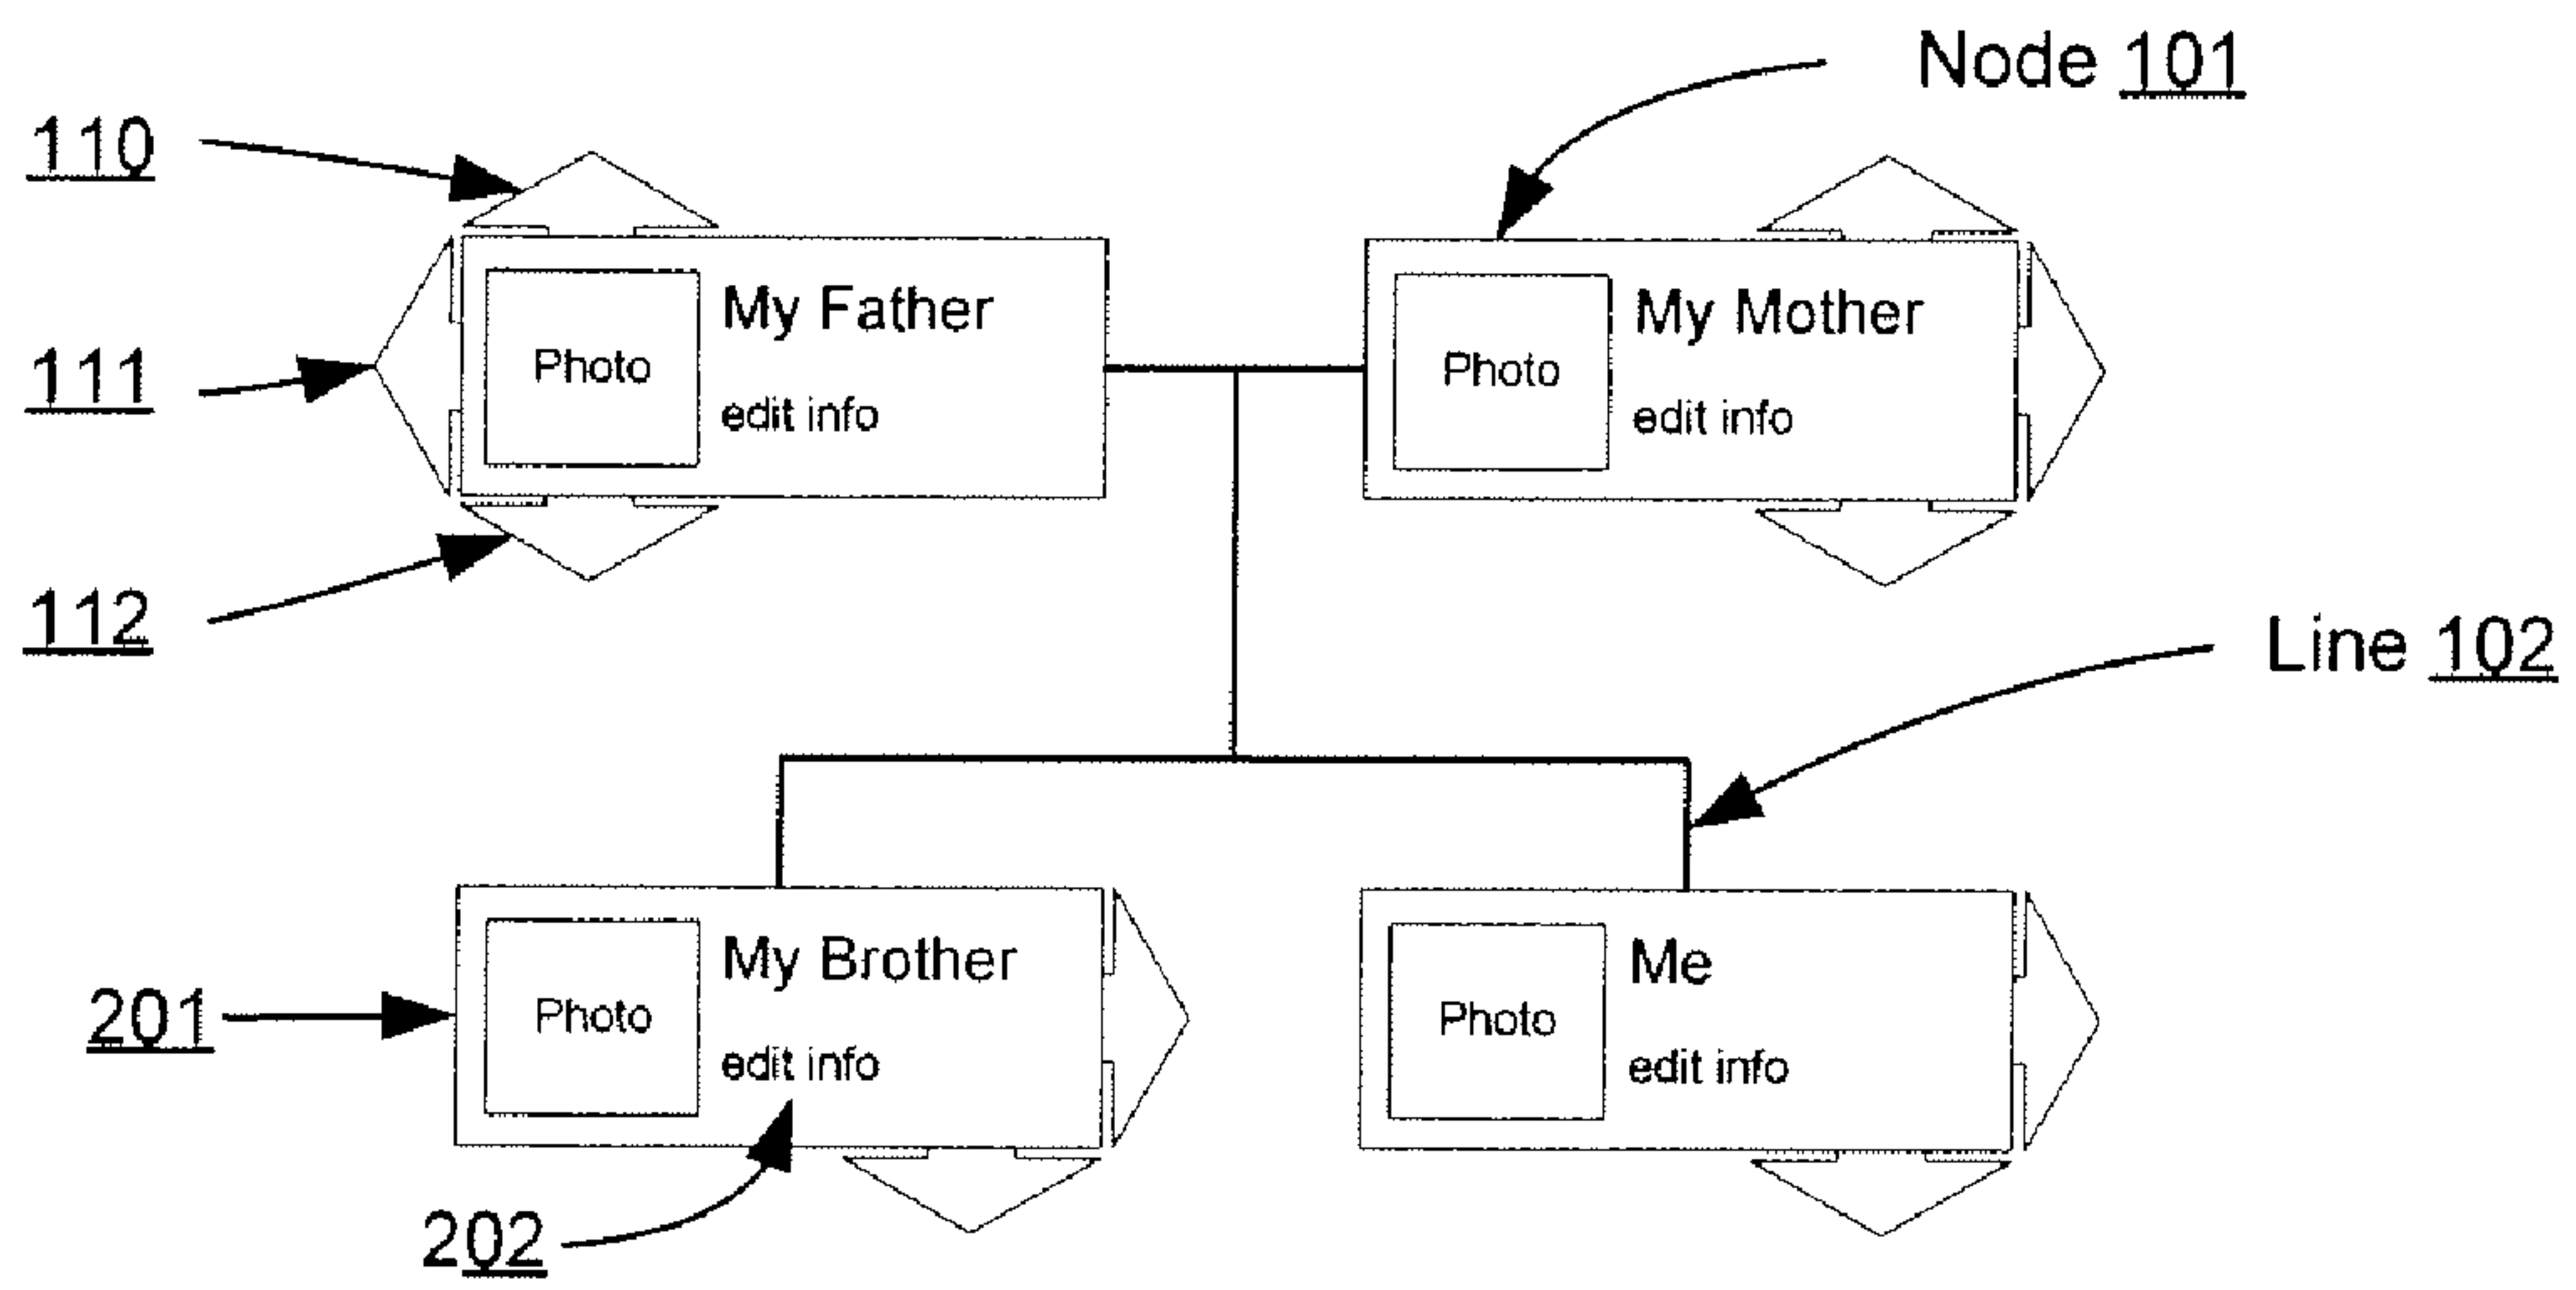 Node 101
110
My Father
Photo
edit info
My Mother
Photo
edit info
111
112
Line 102
My Brother
Photo
edit info
Me
Photo
edit info
201
202